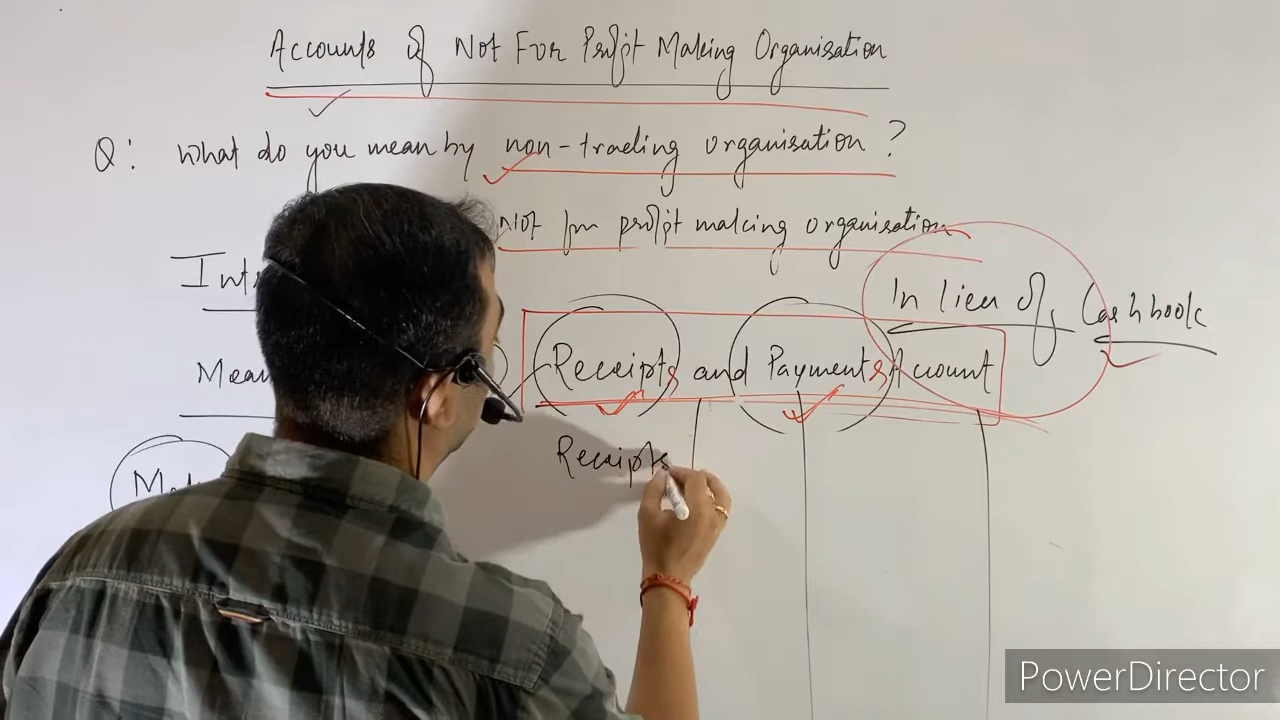 Accounts of Not For Profit Making Organisation
Q: What do you mean by non-trading organisation ?
Not for profit making organisation
In lieu of Cashbook
Receipts and Payments Account
Receipts
PowerDirector